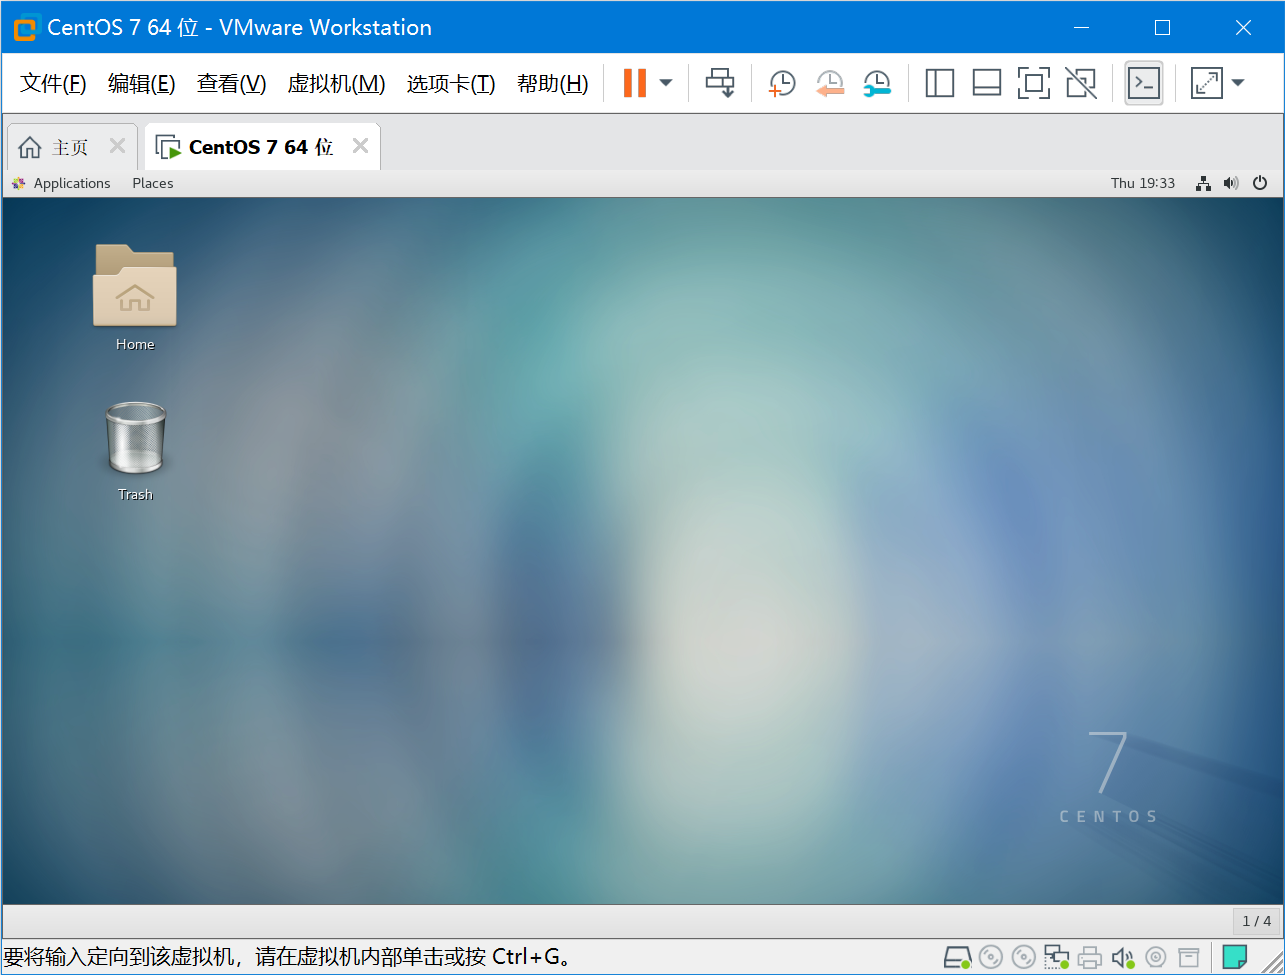 CentOS 7 64 位 - VMware Workstation
文件(F) 编辑(E) 查看(V) 虚拟机(M) 选项卡(T) 帮助(H)
主页 CentOS 7 64 位
Applications Places Thu 19:33
Home
Trash
7
CENTOS
1 / 4
要将输入定向到该虚拟机，请在虚拟机内部单击或按 Ctrl+G。